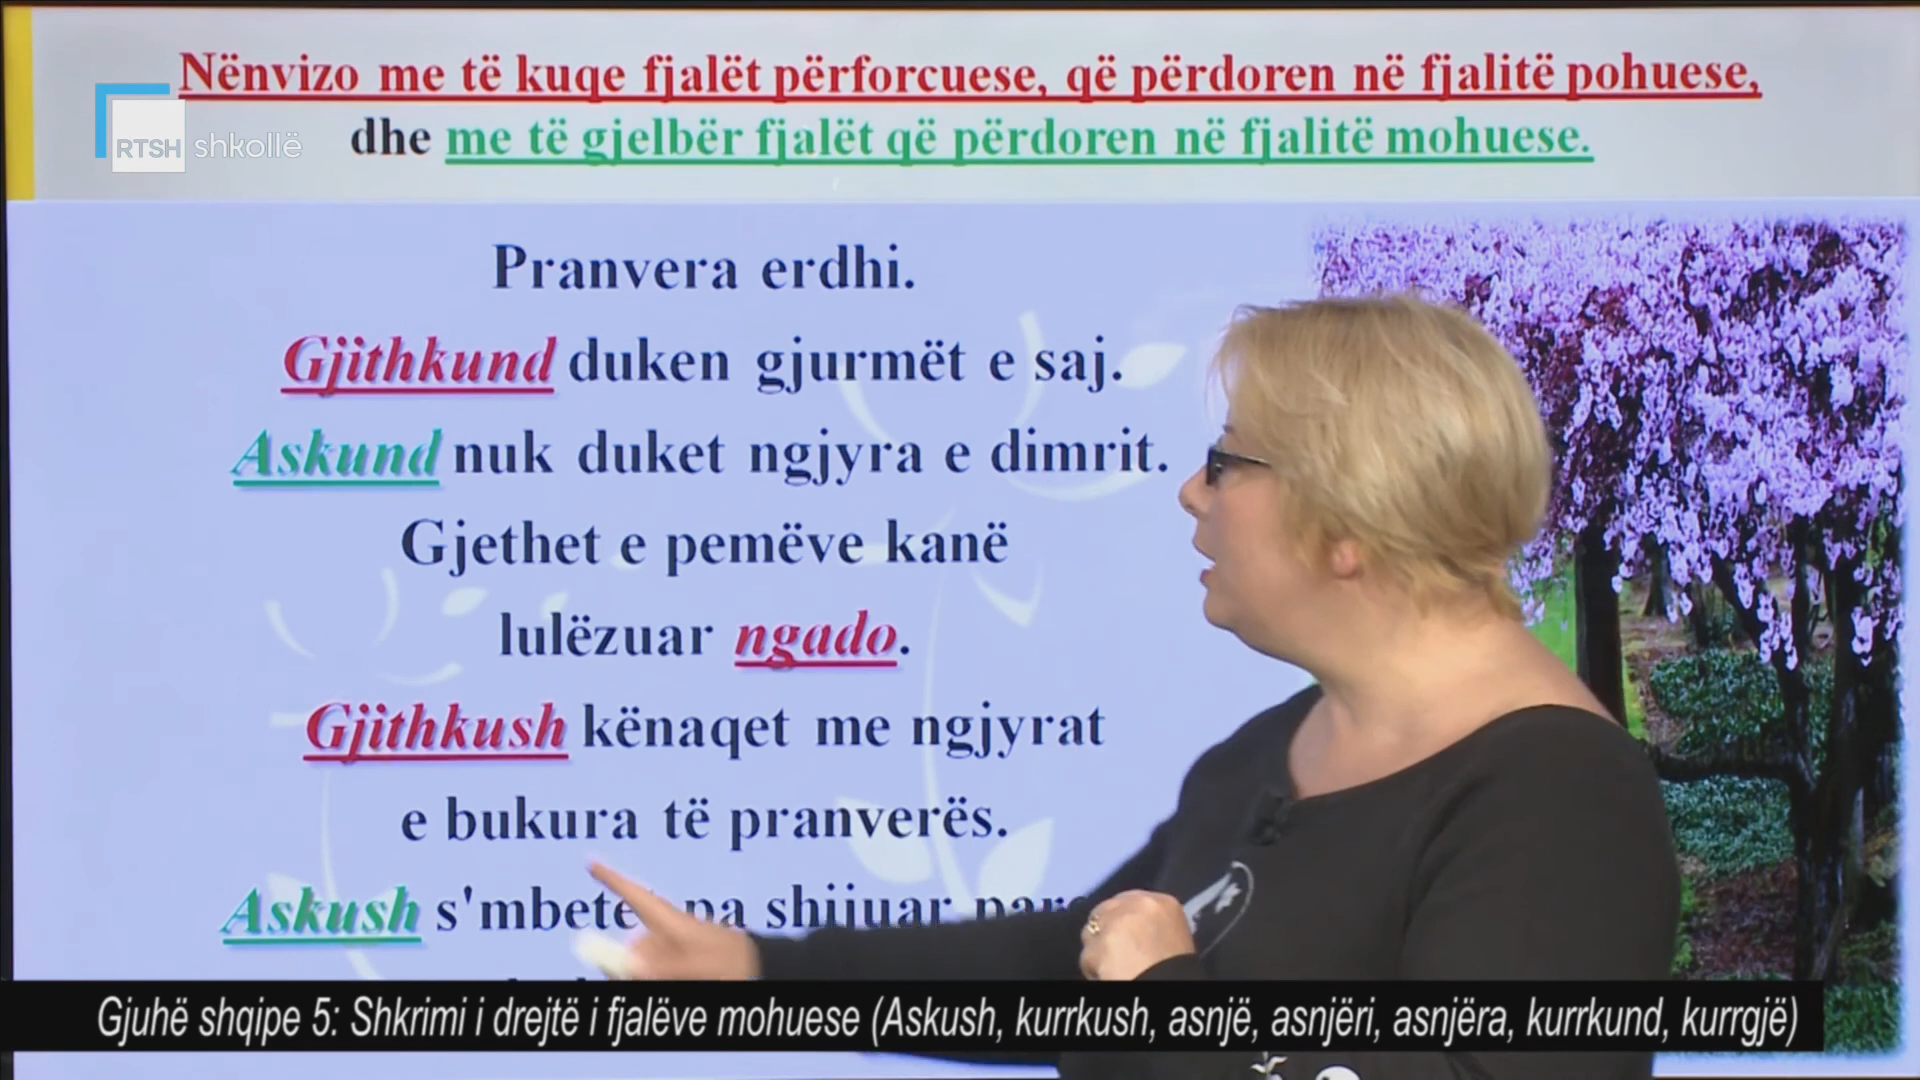 Nënvizo me të kuqe fjalët përforcuese, që përdoren në fjalitë pohuese,
dhe me të gjelbër fjalët që përdoren në fjalitë mohuese.
RTSH shkollë
Pranvera erdhi.
Gjithkund duken gjurmët e saj.
Askund nuk duket ngjyra e dimrit.
Gjethet e pemëve kanë
lulëzuar ngado.
Gjithkush kënaqet me ngjyrat
e bukura të pranverës.
Askush pa shijuar
Gjuhë shqipe 5: Shkrimi i drejtë i fjalëve mohuese (Askush, kurrkush, asnjë, asnjëri, asnjëra, kurrkund, kurrgjë)